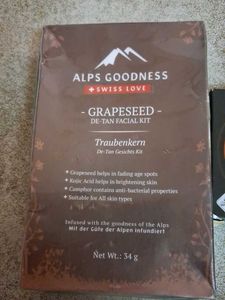 ALPS GOODNESS
SWISS LOVE
- GRAPESEED -
DE-TAN FACIAL KIT
Traubenkern
De-Tan Gesichts Kit
Grapeseed helps in fading age spots
Kojic Acid helps in brightening skin
Camphor contains anti-bacterial properties
Suitable for All skin types
Infused with the goodness of the Alps
Mit der Güfe der Alpen infundiert
Net Wt.: 34 g